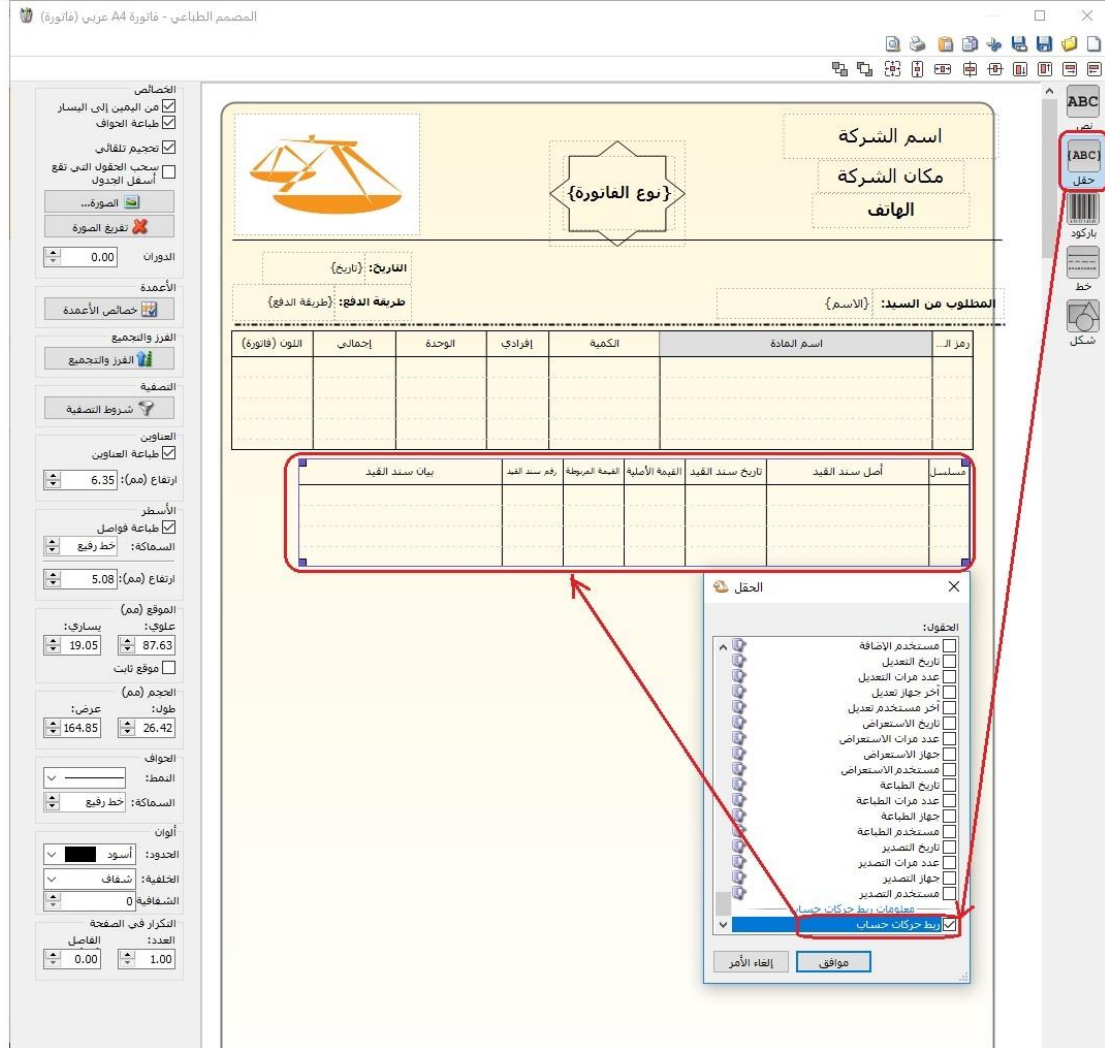 المصمم الطباعي - فاتورة A4 عربي (فاتورة)
ABC
نص
{ABC}
حقل
باركود
خط
شكل
اسم الشركة
مكان الشركة
الهاتف
{نوع الفاتورة}
التاريخ: {تاريخ}
المطلوب من السيد: {الاسم}
طريقة الدفع: {طريقة الدفع}
رمز الـ... اسم المادة الكمية إفرادي الوحدة إجمالي اللون (فاتورة)
مسلسل أصل سند القيد تاريخ سند القيد القيمة الأصلية القيمة المربوطة رقم سند القيد بيان سند القيد
الحقل
الحقول:
مستخدم الإضافة
تاريخ التعديل
عدد مرات التعديل
آخر جهاز تعديل
آخر مستخدم تعديل
تاريخ الاستعراض
عدد مرات الاستعراض
جهاز الاستعراض
مستخدم الاستعراض
تاريخ الطباعة
عدد مرات الطباعة
جهاز الطباعة
مستخدم الطباعة
تاريخ التصدير
عدد مرات التصدير
جهاز التصدير
مستخدم التصدير
معلومات ربط حركات حساب
ربط حركات حساب
موافق إلغاء الأمر
الخصائص
من اليمين إلى اليسار
طباعة الحواف
تحجيم تلقائي
سحب الحقول التي تقع
أسفل الجدول
الصورة...
تفريغ الصورة
الدوران 0.00
الأعمدة
خصائص الأعمدة
الفرز والتجميع
الفرز والتجميع
التصفية
شروط التصفية
العناوين
طباعة العناوين
ارتفاع (مم): 6.35
الأسطر
طباعة فواصل
السماكة: خط رفيع
ارتفاع (مم): 5.08
الموقع (مم)
علوي: يساري:
87.63 19.05
موقع ثابت
الحجم (مم)
طول: عرض:
26.42 164.85
الحواف
النمط:
السماكة: خط رفيع
ألوان
الحدود: أسود
الخلفية: شفاف
الشفافية 0
التكرار في الصفحة
العدد: الفاصل
1.00 0.00